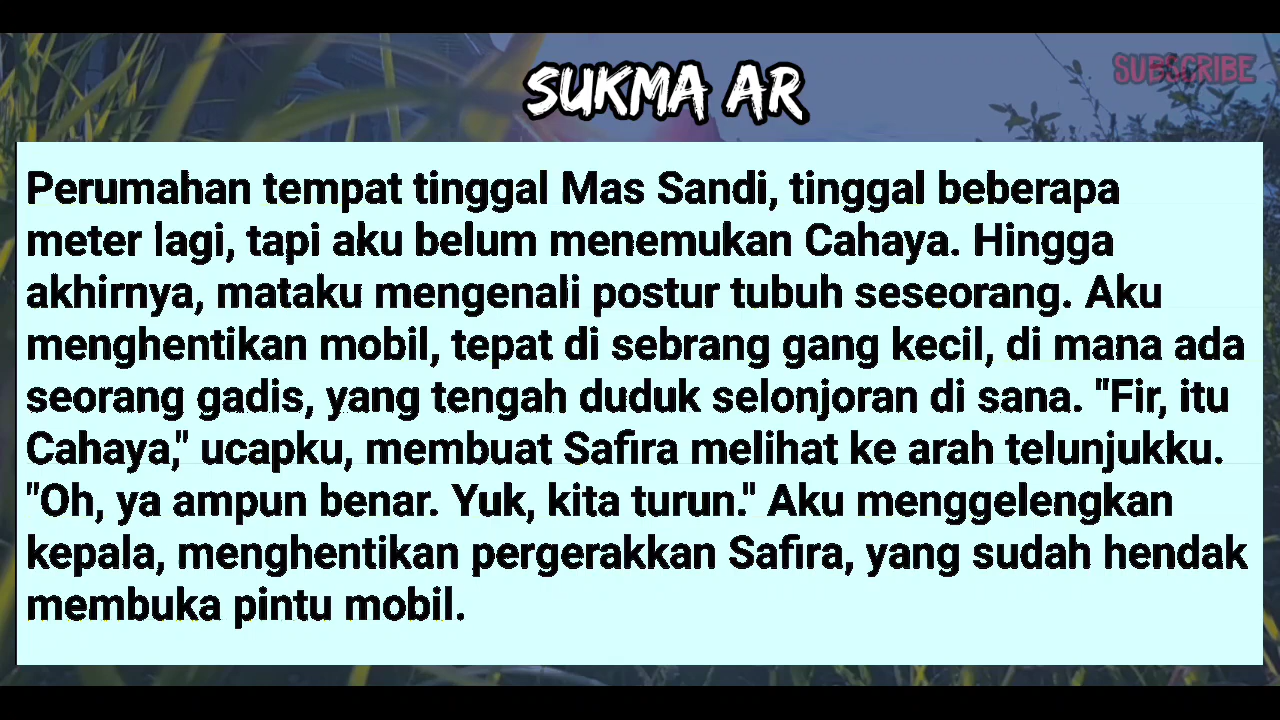 SUKMA AR
SUBSCRIBE
Perumahan tempat tinggal Mas Sandi, tinggal beberapa
meter lagi, tapi aku belum menemukan Cahaya. Hingga
akhirnya, mataku mengenali postur tubuh seseorang. Aku
menghentikan mobil, tepat di sebrang gang kecil, di mana ada
seorang gadis, yang tengah duduk selonjoran di sana. "Fir, itu
Cahaya," ucapku, membuat Safira melihat ke arah telunjukku.
"Oh, ya ampun benar. Yuk, kita turun." Aku menggelengkan
kepala, menghentikan pergerakkan Safira, yang sudah hendak
membuka pintu mobil.